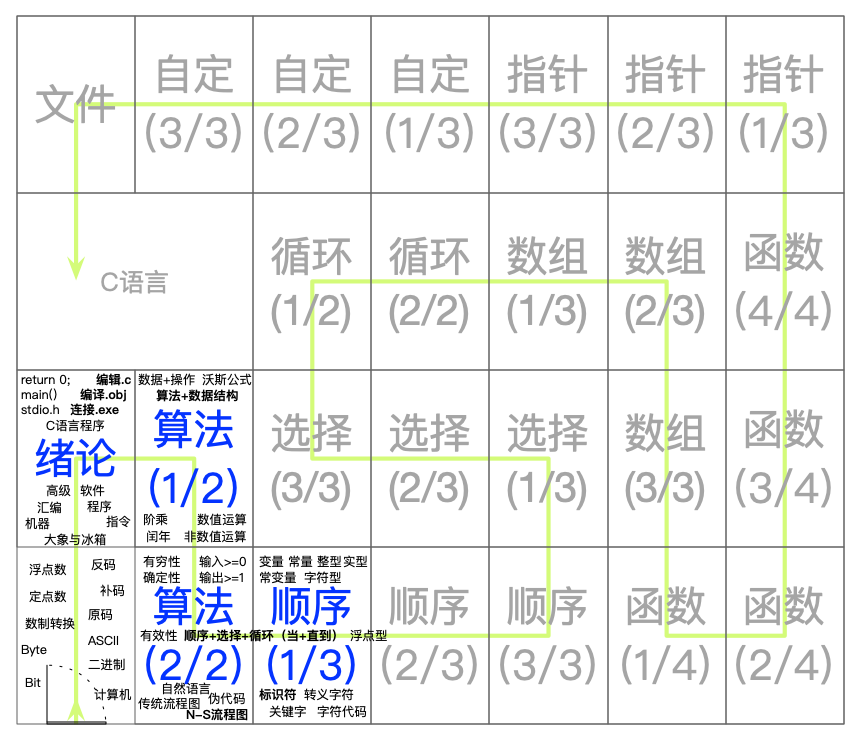 文件
自定
(3/3)
自定
(2/3)
自定
(1/3)
指针
(3/3)
指针
(2/3)
指针
(1/3)
C语言
循环
(1/2)
循环
(2/2)
数组
(1/3)
数组
(2/3)
函数
(4/4)
return 0; 编辑.c
main() 编译.obj
stdio.h 连接.exe
C语言程序
绪论
高级 软件
汇编 程序
机器 指令
大象与冰箱
数据+操作 沃斯公式
算法+数据结构
算法
(1/2)
阶乘 数值运算
闰年 非数值运算
选择
(3/3)
选择
(2/3)
选择
(1/3)
数组
(3/3)
函数
(3/4)
浮点数 反码
定点数 补码
数制转换 原码
Byte ASCII
二进制
Bit 计算机
有穷性 输入>=0
确定性 输出>=1
算法
有效性 顺序+选择+循环（当+直到）
(2/2)
自然语言
传统流程图 伪代码
N-S流程图
变量 常量 整型 实型
常变量 字符型
顺序
浮点型
(1/3)
标识符 转义字符
关键字 字符代码
顺序
(2/3)
顺序
(3/3)
函数
(1/4)
函数
(2/4)